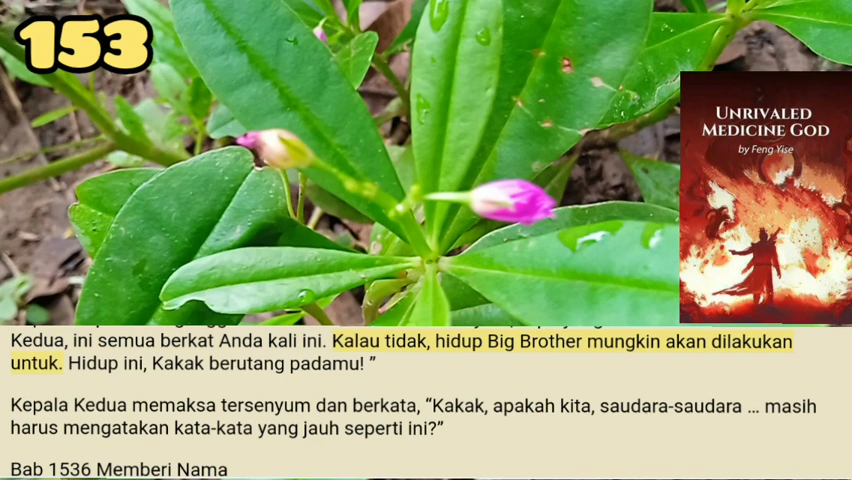 153
UNRIVALED
MEDICINE GOD
by Feng Yise
Kedua, ini semua berkat Anda kali ini. Kalau tidak, hidup Big Brother mungkin akan dilakukan
untuk. Hidup ini, Kakak berutang padamu! ”
Kepala Kedua memaksa tersenyum dan berkata, “Kakak, apakah kita, saudara-saudara … masih
harus mengatakan kata-kata yang jauh seperti ini?”
Bab 1536 Memberi Nama